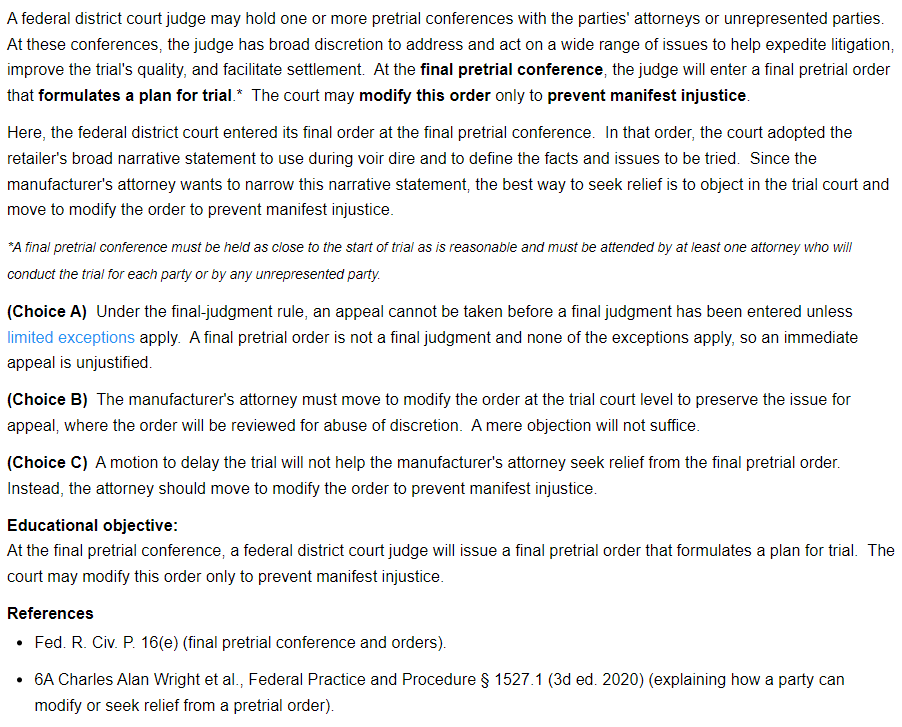 A federal district court judge may hold one or more pretrial conferences with the parties' attorneys or unrepresented parties.
At these conferences, the judge has broad discretion to address and act on a wide range of issues to help expedite litigation,
improve the trial's quality, and facilitate settlement. At the final pretrial conference, the judge will enter a final pretrial order
that formulates a plan for trial.* The court may modify this order only to prevent manifest injustice.
Here, the federal district court entered its final order at the final pretrial conference. In that order, the court adopted the
retailer's broad narrative statement to use during voir dire and to define the facts and issues to be tried. Since the
manufacturer's attorney wants to narrow this narrative statement, the best way to seek relief is to object in the trial court and
move to modify the order to prevent manifest injustice.
*A final pretrial conference must be held as close to the start of trial as is reasonable and must be attended by at least one attorney who will
conduct the trial for each party or by any unrepresented party.
(Choice A) Under the final-judgment rule, an appeal cannot be taken before a final judgment has been entered unless
limited exceptions apply. A final pretrial order is not a final judgment and none of the exceptions apply, so an immediate
appeal is unjustified.
(Choice B) The manufacturer's attorney must move to modify the order at the trial court level to preserve the issue for
appeal, where the order will be reviewed for abuse of discretion. A mere objection will not suffice.
(Choice C) A motion to delay the trial will not help the manufacturer's attorney seek relief from the final pretrial order.
Instead, the attorney should move to modify the order to prevent manifest injustice.
Educational objective:
At the final pretrial conference, a federal district court judge will issue a final pretrial order that formulates a plan for trial. The
court may modify this order only to prevent manifest injustice.
References
• Fed. R. Civ. P. 16(e) (final pretrial conference and orders).
• 6A Charles Alan Wright et al., Federal Practice and Procedure § 1527.1 (3d ed. 2020) (explaining how a party can
modify or seek relief from a pretrial order).